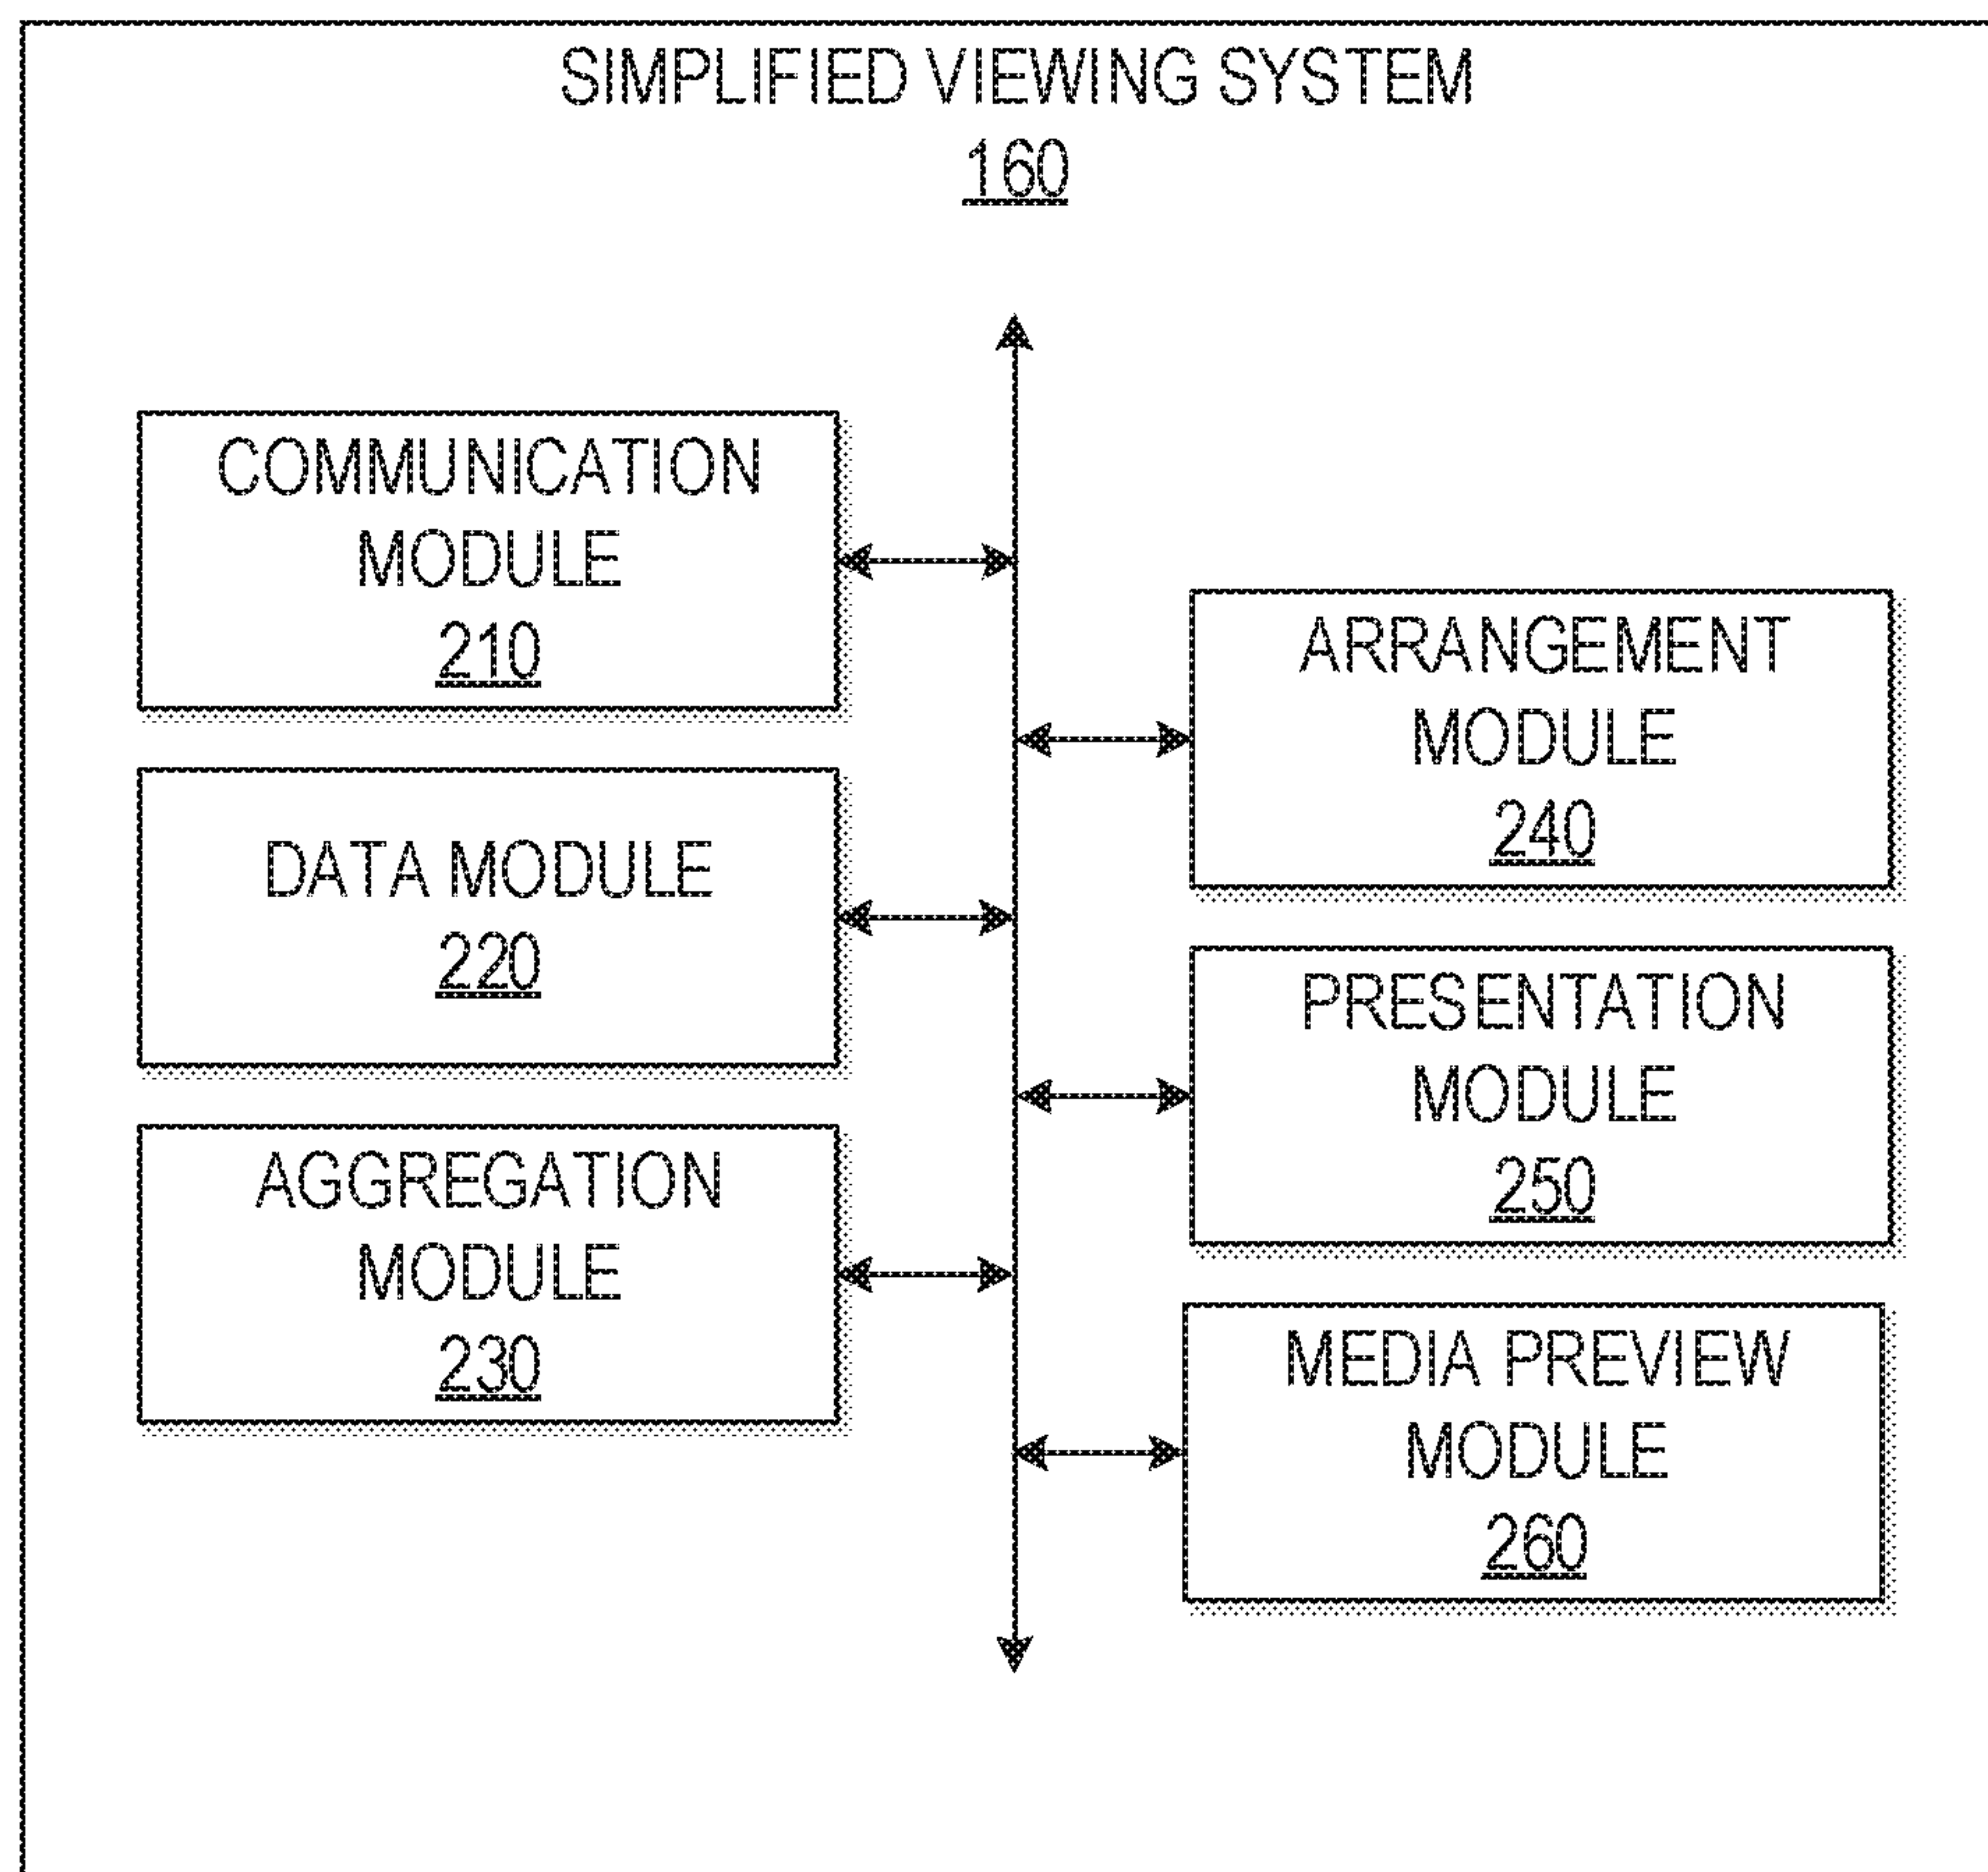 SIMPLIFIED VIEWING SYSTEM
160
COMMUNICATION
MODULE
210
DATA MODULE
220
AGGREGATION
MODULE
230
ARRANGEMENT
MODULE
240
PRESENTATION
MODULE
250
MEDIA PREVIEW
MODULE
260